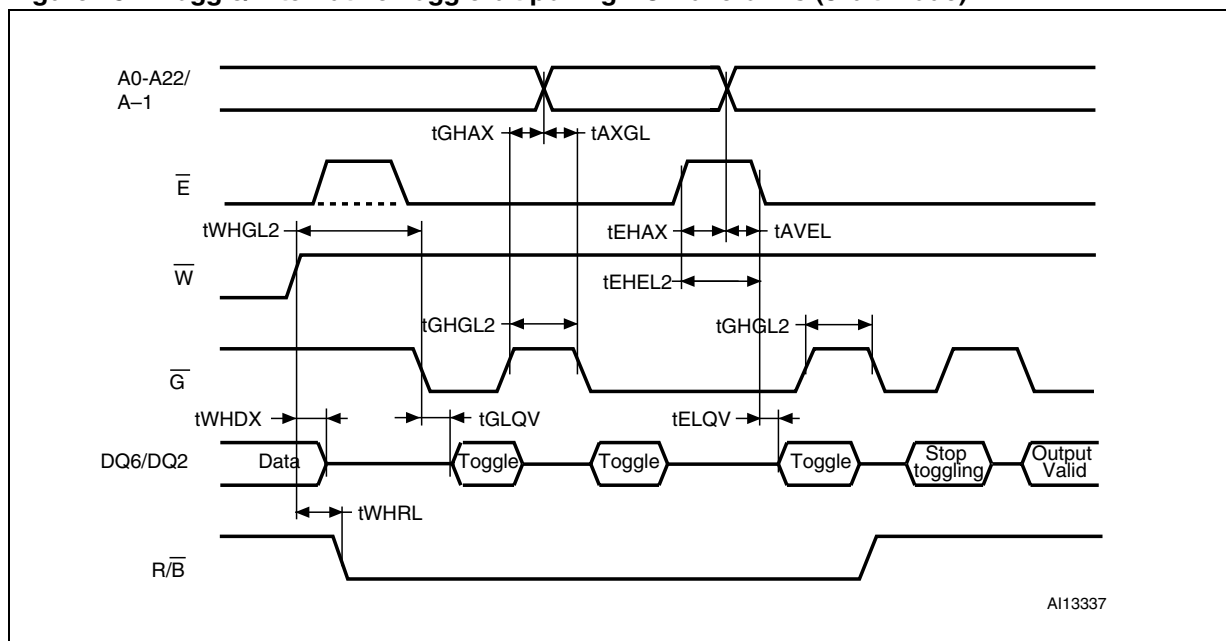 A0-A22/
A–1
tGHAX
tAXGL
E
tWHGL2
tEHAX
tAVEL
W
tEHEL2
tGHGL2
tGHGL2
G
tWHDX
tGLQV
tELQV
DQ6/DQ2
Data
Toggle
Toggle
Toggle
Stop
toggling
Output
Valid
tWHRL
R/B
AI13337